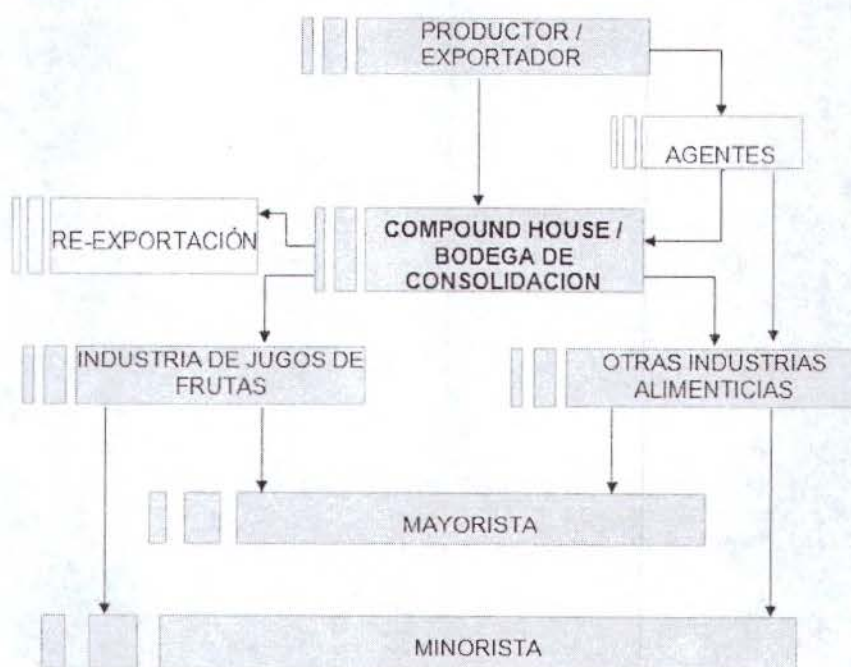 PRODUCTOR /
EXPORTADOR
AGENTES
RE-EXPORTACIÓN
COMPOUND HOUSE /
BODEGA DE
CONSOLIDACION
INDUSTRIA DE JUGOS DE
FRUTAS
OTRAS INDUSTRIAS
ALIMENTICIAS
MAYORISTA
MINORISTA